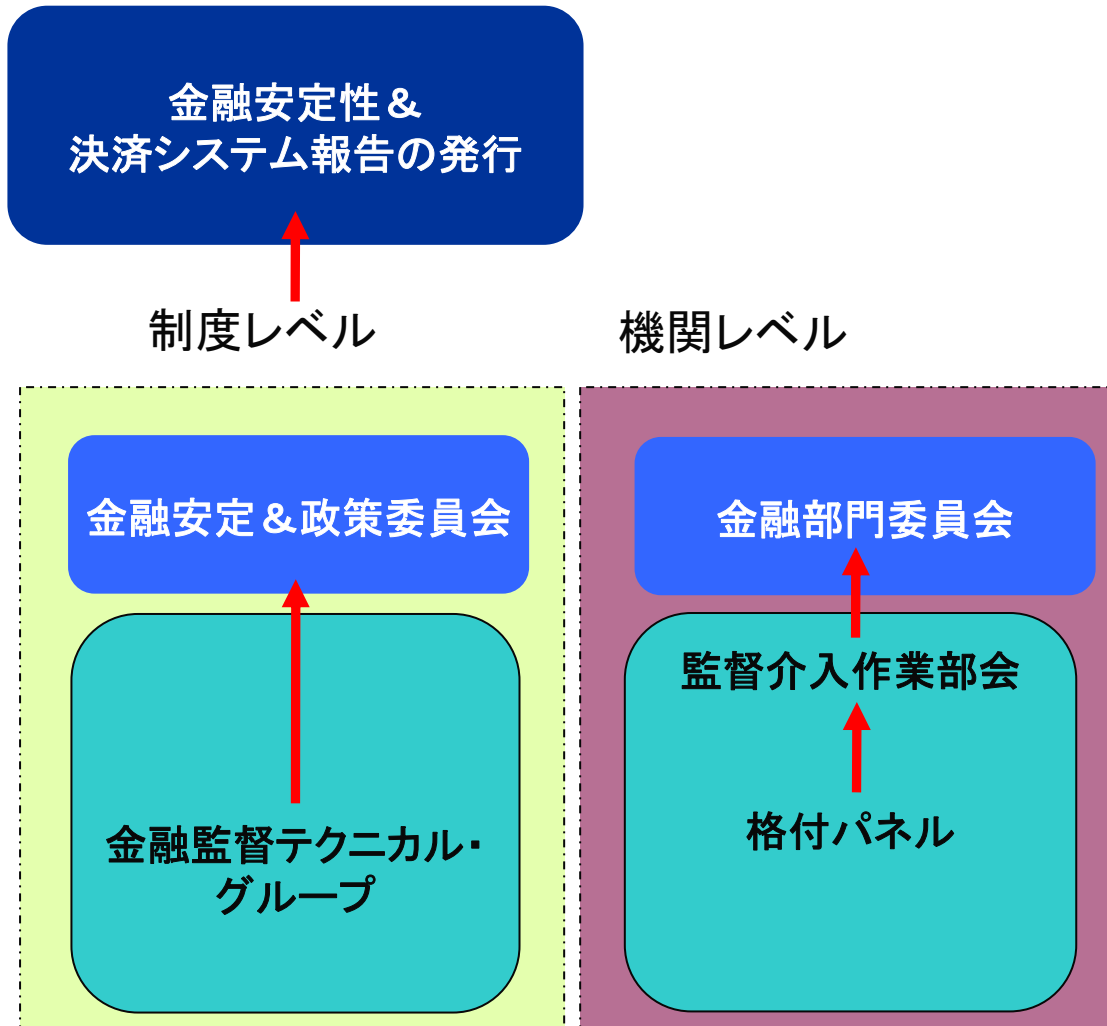 金融安定性＆
決済システム報告の発行
制度レベル
機関レベル
金融安定＆政策委員会
金融監督テクニカル・
グループ
金融部門委員会
監督介入作業部会
格付パネル